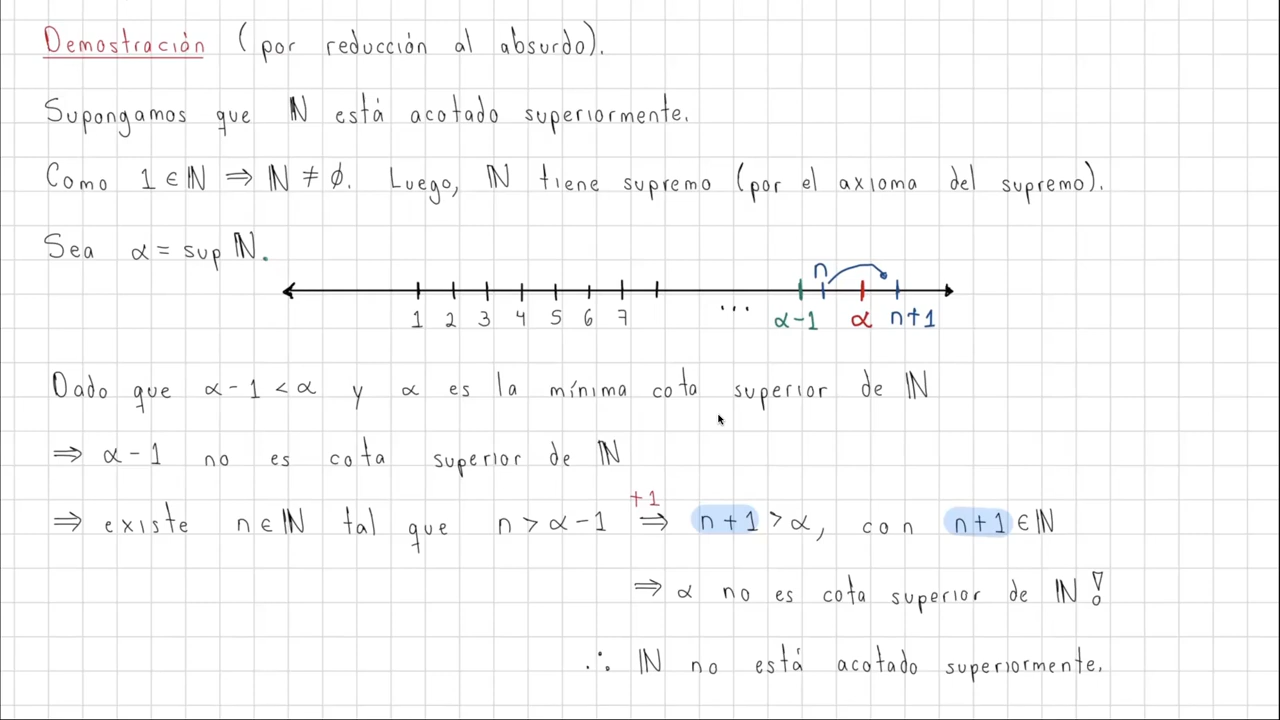 Demostración (por reducción al absurdo).
Supongamos que ℕ está acotado superiormente.
Como 1 ∈ ℕ ⇒ ℕ ≠ ∅. Luego, ℕ tiene supremo (por el axioma del supremo).
Sea α = sup ℕ.
n
1 2 3 4 5 6 7 ... α-1 α n+1
Dado que α-1 < α y α es la mínima cota superior de ℕ
⇒ α-1 no es cota superior de ℕ
+1
⇒ existe n∈ℕ tal que n > α-1 ⇒ n+1 > α, con n+1 ∈ ℕ
⇒ α no es cota superior de ℕ!
∴ ℕ no está acotado superiormente.